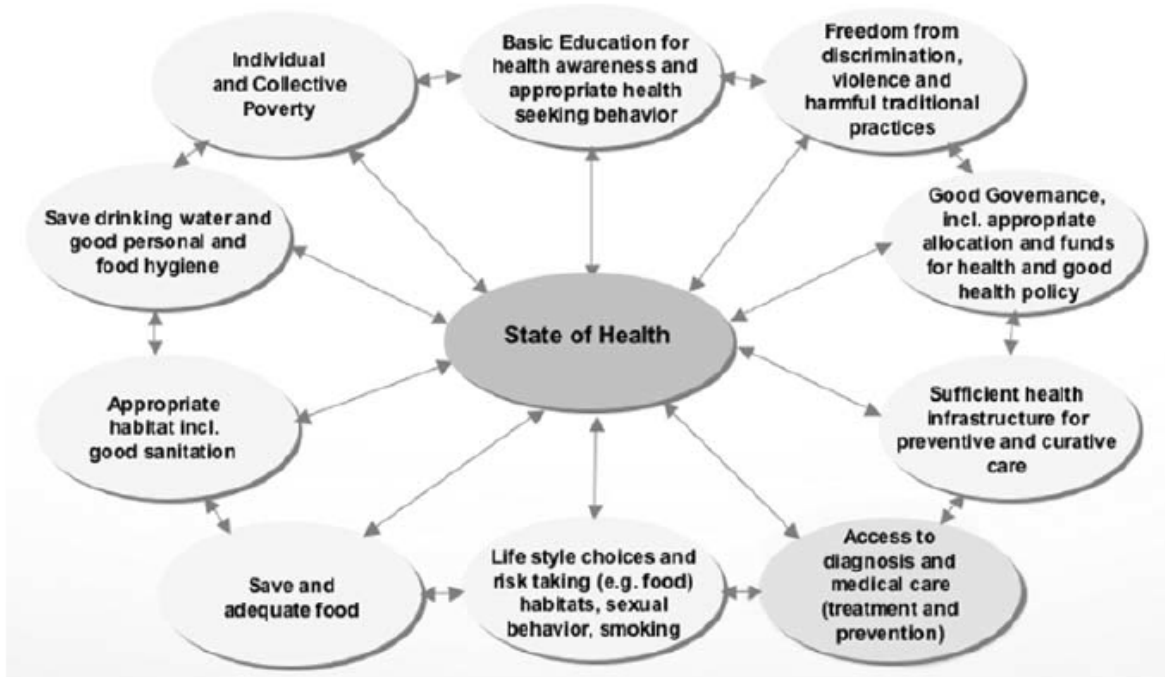 Individual
and Collective
Poverty
Basic Education for
health awareness and
appropriate health
seeking behavior
Freedom from
discrimination,
violence and
harmful traditional
practices
Save drinking water and
good personal and
food hygiene
Good Governance,
incl. appropriate
allocation and funds
for health and good
health policy
State of Health
Appropriate
habitat incl.
good sanitation
Sufficient health
infrastructure for
preventive and curative
care
Save and
adequate food
Life style choices and
risk taking (e.g. food)
habitats, sexual
behavior, smoking
Access to
diagnosis and
medical care
(treatment and
prevention)